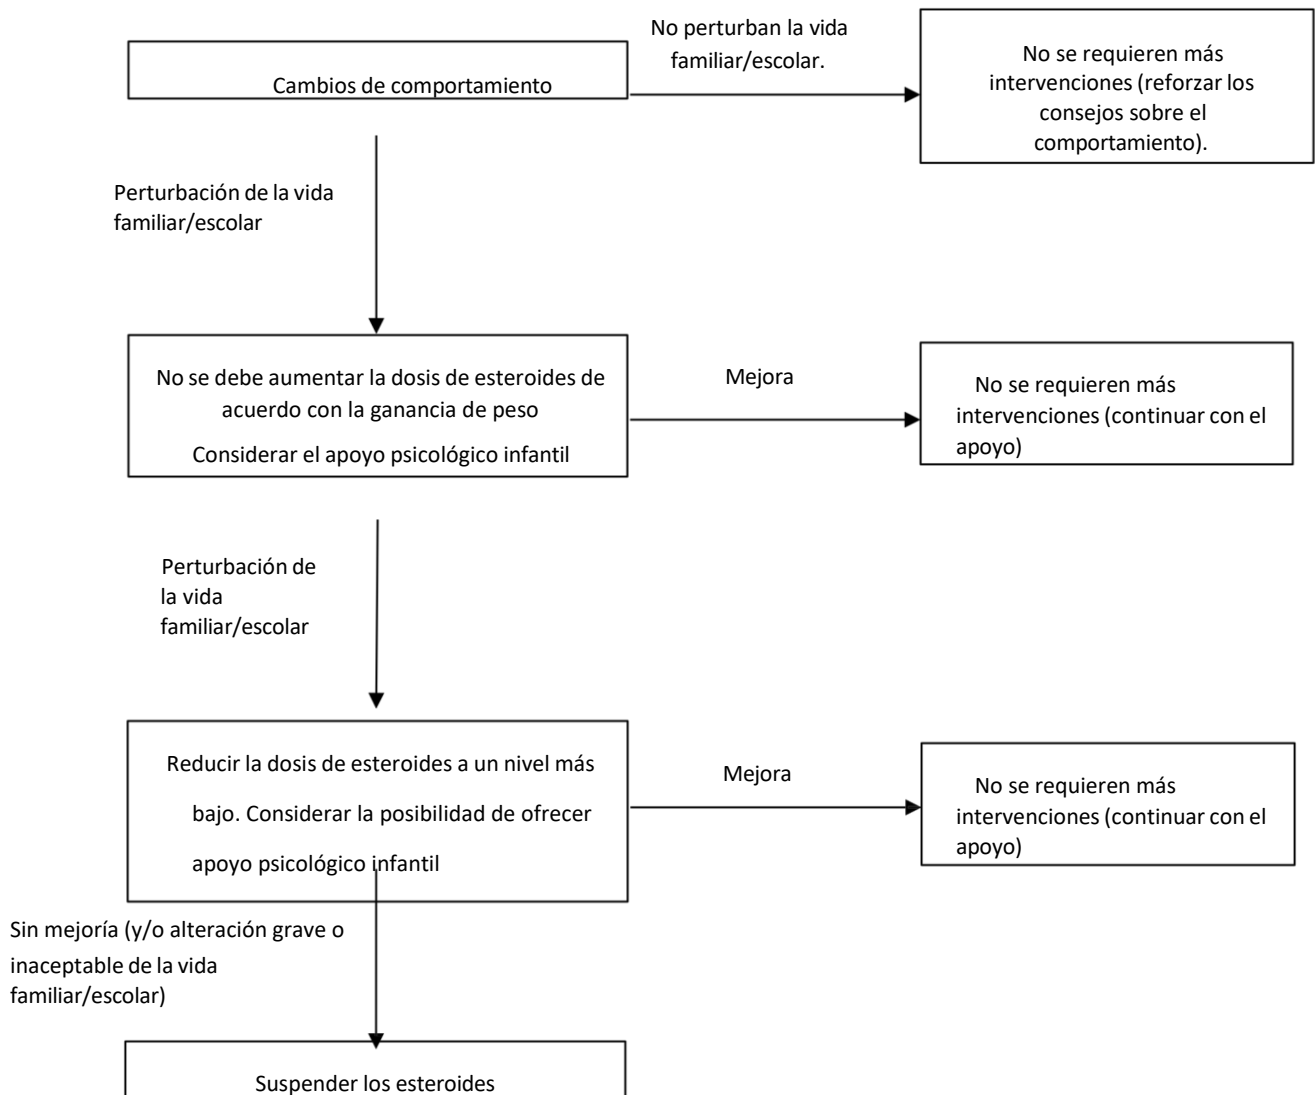 No perturban la vida
familiar/escolar.
Cambios de comportamiento
No se requieren más
intervenciones (reforzar los
consejos sobre el
comportamiento).
Perturbación de la vida
familiar/escolar
No se debe aumentar la dosis de esteroides de
acuerdo con la ganancia de peso
Considerar el apoyo psicológico infantil
Mejora
No se requieren más
intervenciones (continuar con el
apoyo)
Perturbación de
la vida
familiar/escolar
Reducir la dosis de esteroides a un nivel más
bajo. Considerar la posibilidad de ofrecer
apoyo psicológico infantil
Mejora
No se requieren más
intervenciones (continuar con el
apoyo)
Sin mejoría (y/o alteración grave o
inaceptable de la vida
familiar/escolar)
Suspender los esteroides